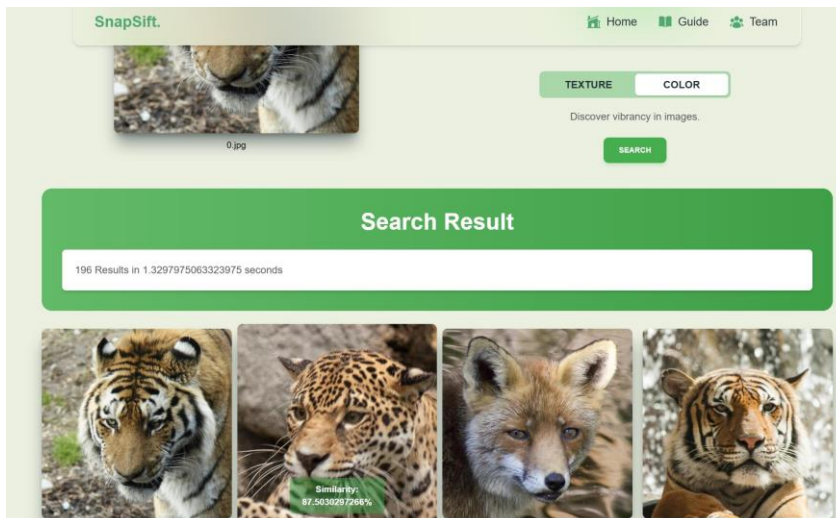 SnapSift.
Home
Guide
Team
TEXTURE
COLOR
Discover vibrancy in images.
0.jpg
SEARCH
Search Result
196 Results in 1.3297975063323975 seconds
Similarity:
87.5030297266%